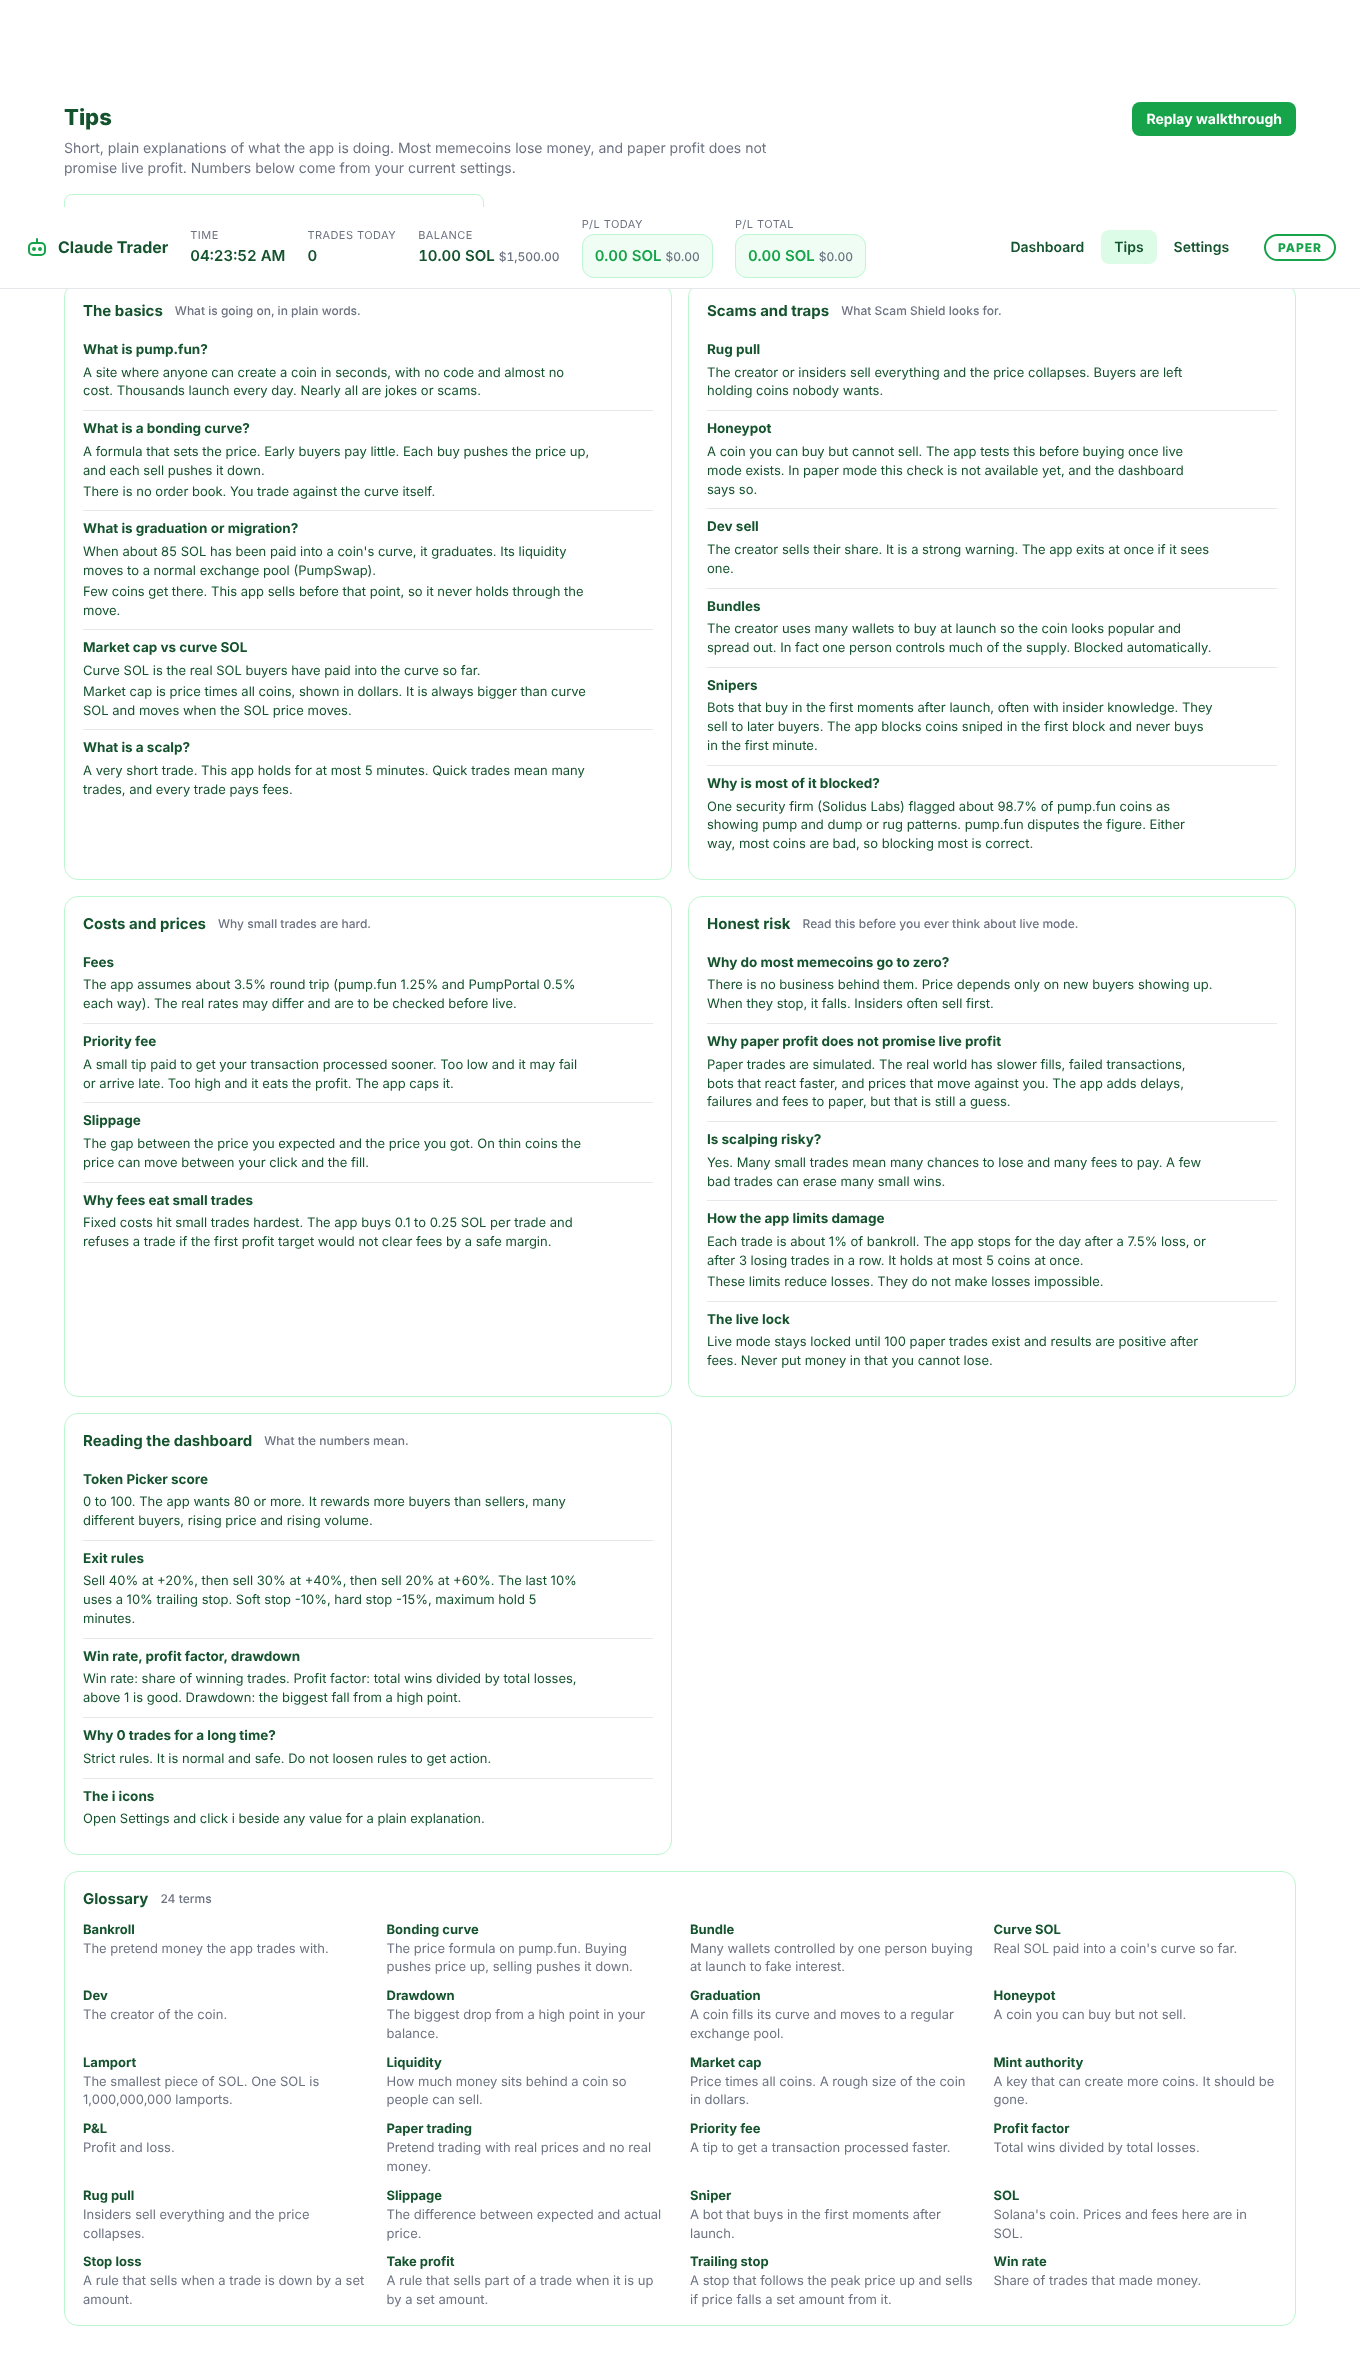 Tips
Replay walkthrough
Short, plain explanations of what the app is doing. Most memecoins lose money, and paper profit does not
promise live profit. Numbers below come from your current settings.
Claude Trader
TIME
04:23:52 AM
TRADES TODAY
0
BALANCE
10.00 SOL $1,500.00
P/L TODAY
0.00 SOL $0.00
P/L TOTAL
0.00 SOL $0.00
Dashboard
Tips
Settings
PAPER
The basics What is going on, in plain words.
What is pump.fun?
A site where anyone can create a coin in seconds, with no code and almost no
cost. Thousands launch every day. Nearly all are jokes or scams.
What is a bonding curve?
A formula that sets the price. Early buyers pay little. Each buy pushes the price up,
and each sell pushes it down.
There is no order book. You trade against the curve itself.
What is graduation or migration?
When about 85 SOL has been paid into a coin's curve, it graduates. Its liquidity
moves to a normal exchange pool (PumpSwap).
Few coins get there. This app sells before that point, so it never holds through the
move.
Market cap vs curve SOL
Curve SOL is the real SOL buyers have paid into the curve so far.
Market cap is price times all coins, shown in dollars. It is always bigger than curve
SOL and moves when the SOL price moves.
What is a scalp?
A very short trade. This app holds for at most 5 minutes. Quick trades mean many
trades, and every trade pays fees.
Scams and traps What Scam Shield looks for.
Rug pull
The creator or insiders sell everything and the price collapses. Buyers are left
holding coins nobody wants.
Honeypot
A coin you can buy but cannot sell. The app tests this before buying once live
mode exists. In paper mode this check is not available yet, and the dashboard
says so.
Dev sell
The creator sells their share. It is a strong warning. The app exits at once if it sees
one.
Bundles
The creator uses many wallets to buy at launch so the coin looks popular and
spread out. In fact one person controls much of the supply. Blocked automatically.
Snipers
Bots that buy in the first moments after launch, often with insider knowledge. They
sell to later buyers. The app blocks coins sniped in the first block and never buys
in the first minute.
Why is most of it blocked?
One security firm (Solidus Labs) flagged about 98.7% of pump.fun coins as
showing pump and dump or rug patterns. pump.fun disputes the figure. Either
way, most coins are bad, so blocking most is correct.
Costs and prices Why small trades are hard.
Fees
The app assumes about 3.5% round trip (pump.fun 1.25% and PumpPortal 0.5%
each way). The real rates may differ and are to be checked before live.
Priority fee
A small tip paid to get your transaction processed sooner. Too low and it may fail
or arrive late. Too high and it eats the profit. The app caps it.
Slippage
The gap between the price you expected and the price you got. On thin coins the
price can move between your click and the fill.
Why fees eat small trades
Fixed costs hit small trades hardest. The app buys 0.1 to 0.25 SOL per trade and
refuses a trade if the first profit target would not clear fees by a safe margin.
Honest risk Read this before you ever think about live mode.
Why do most memecoins go to zero?
There is no business behind them. Price depends only on new buyers showing up.
When they stop, it falls. Insiders often sell first.
Why paper profit does not promise live profit
Paper trades are simulated. The real world has slower fills, failed transactions,
bots that react faster, and prices that move against you. The app adds delays,
failures and fees to paper, but that is still a guess.
Is scalping risky?
Yes. Many small trades mean many chances to lose and many fees to pay. A few
bad trades can erase many small wins.
How the app limits damage
Each trade is about 1% of bankroll. The app stops for the day after a 7.5% loss, or
after 3 losing trades in a row. It holds at most 5 coins at once.
These limits reduce losses. They do not make losses impossible.
The live lock
Live mode stays locked until 100 paper trades exist and results are positive after
fees. Never put money in that you cannot lose.
Reading the dashboard What the numbers mean.
Token Picker score
0 to 100. The app wants 80 or more. It rewards more buyers than sellers, many
different buyers, rising price and rising volume.
Exit rules
Sell 40% at +20%, then sell 30% at +40%, then sell 20% at +60%. The last 10%
uses a 10% trailing stop. Soft stop -10%, hard stop -15%, maximum hold 5
minutes.
Win rate, profit factor, drawdown
Win rate: share of winning trades. Profit factor: total wins divided by total losses,
above 1 is good. Drawdown: the biggest fall from a high point.
Why 0 trades for a long time?
Strict rules. It is normal and safe. Do not loosen rules to get action.
The i icons
Open Settings and click i beside any value for a plain explanation.
Glossary 24 terms
Bankroll
The pretend money the app trades with.
Bonding curve
The price formula on pump.fun. Buying
pushes price up, selling pushes it down.
Bundle
Many wallets controlled by one person buying
at launch to fake interest.
Curve SOL
Real SOL paid into a coin's curve so far.
Dev
The creator of the coin.
Drawdown
The biggest drop from a high point in your
balance.
Graduation
A coin fills its curve and moves to a regular
exchange pool.
Honeypot
A coin you can buy but not sell.
Lamport
The smallest piece of SOL. One SOL is
1,000,000,000 lamports.
Liquidity
How much money sits behind a coin so
people can sell.
Market cap
Price times all coins. A rough size of the coin
in dollars.
Mint authority
A key that can create more coins. It should be
gone.
P&L
Profit and loss.
Paper trading
Pretend trading with real prices and no real
money.
Priority fee
A tip to get a transaction processed faster.
Profit factor
Total wins divided by total losses.
Rug pull
Insiders sell everything and the price
collapses.
Slippage
The difference between expected and actual
price.
Sniper
A bot that buys in the first moments after
launch.
SOL
Solana's coin. Prices and fees here are in
SOL.
Stop loss
A rule that sells when a trade is down by a set
amount.
Take profit
A rule that sells part of a trade when it is up
by a set amount.
Trailing stop
A stop that follows the peak price up and sells
if price falls a set amount from it.
Win rate
Share of trades that made money.